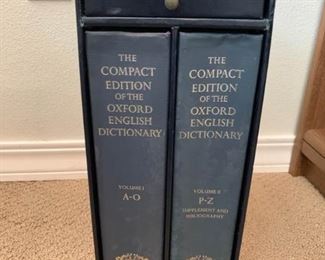 THE
COMPACT
EDITION
OF THE
OXFORD
ENGLISH
DICTIONARY
VOLUME I
A-O
THE
COMPACT
EDITION
OF THE
OXFORD
ENGLISH
DICTIONARY
VOLUME II
P-Z
SUPPLEMENT AND
BIBLIOGRAPHY